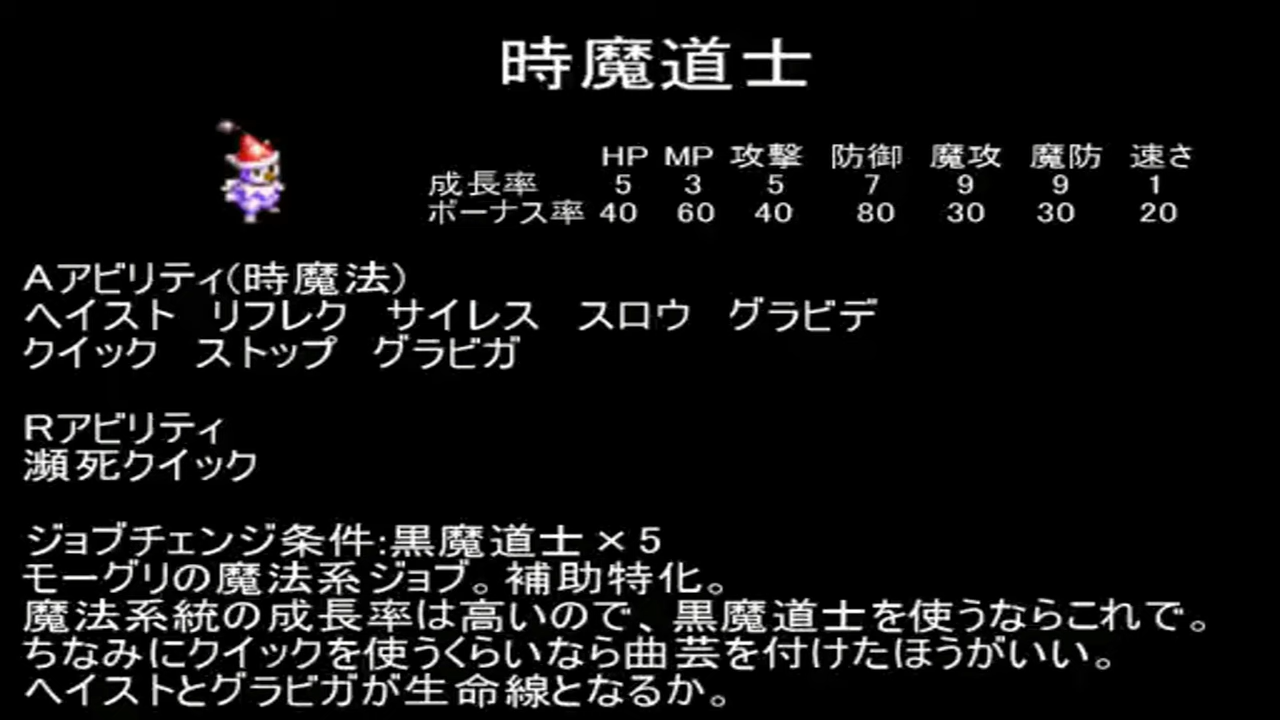 時魔道士
HP MP 攻撃 防御 魔攻 魔防 速さ
成長率 5 3 5 7 9 9 1
ボーナス率 40 60 40 80 30 30 20
Aアビリティ(時魔法)
ヘイスト リフレク サイレス スロウ グラビデ
クイック ストップ グラビガ
Rアビリティ
瀕死クイック
ジョブチェンジ条件:黒魔道士×5
モーグリの魔法系ジョブ。補助特化。
魔法系統の成長率は高いので、黒魔道士を使うならこれで。
ちなみにクイックを使うくらいなら曲芸を付けたほうがいい。
ヘイストとグラビガが生命線となるか。